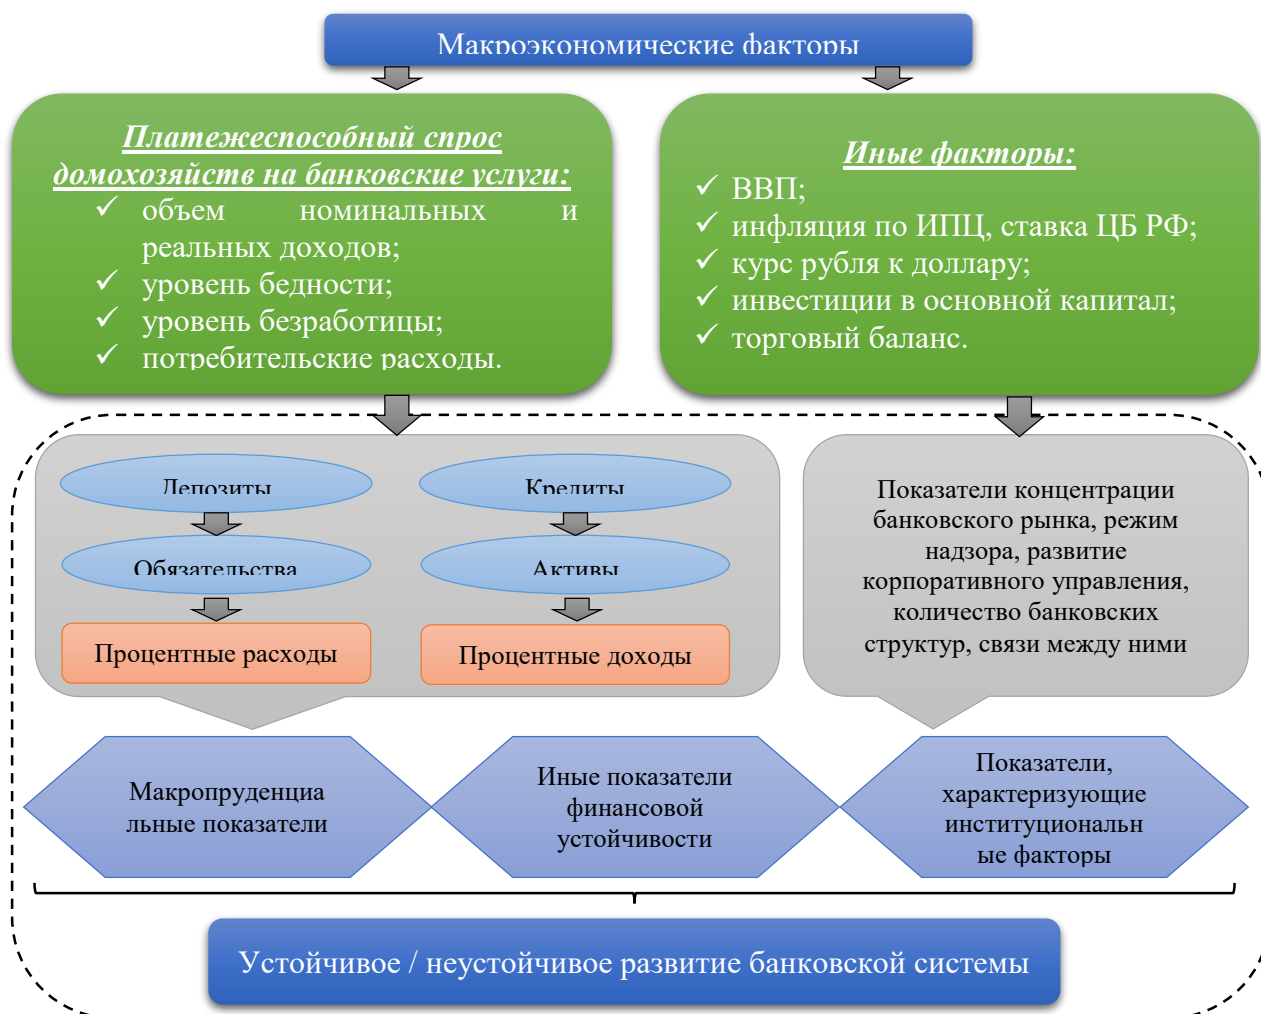 Макроэкономические факторы
Платежеспособный спрос
домохозяйств на банковские услуги:
✓ объем номинальных и
реальных доходов;
✓ уровень бедности;
✓ уровень безработицы;
✓ потребительские расходы.
Иные факторы:
✓ ВВП;
✓ инфляция по ИПЦ, ставка ЦБ РФ;
✓ курс рубля к доллару;
✓ инвестиции в основной капитал;
✓ торговый баланс.
Депозиты
Обязательства
Процентные расходы
Кредиты
Активы
Процентные доходы
Показатели концентрации
банковского рынка, режим
надзора, развитие
корпоративного управления,
количество банковских
структур, связи между ними
Макропруденциа
льные показатели
Иные показатели
финансовой
устойчивости
Показатели,
характеризующие
институциональн
ые факторы
Устойчивое / неустойчивое развитие банковской системы